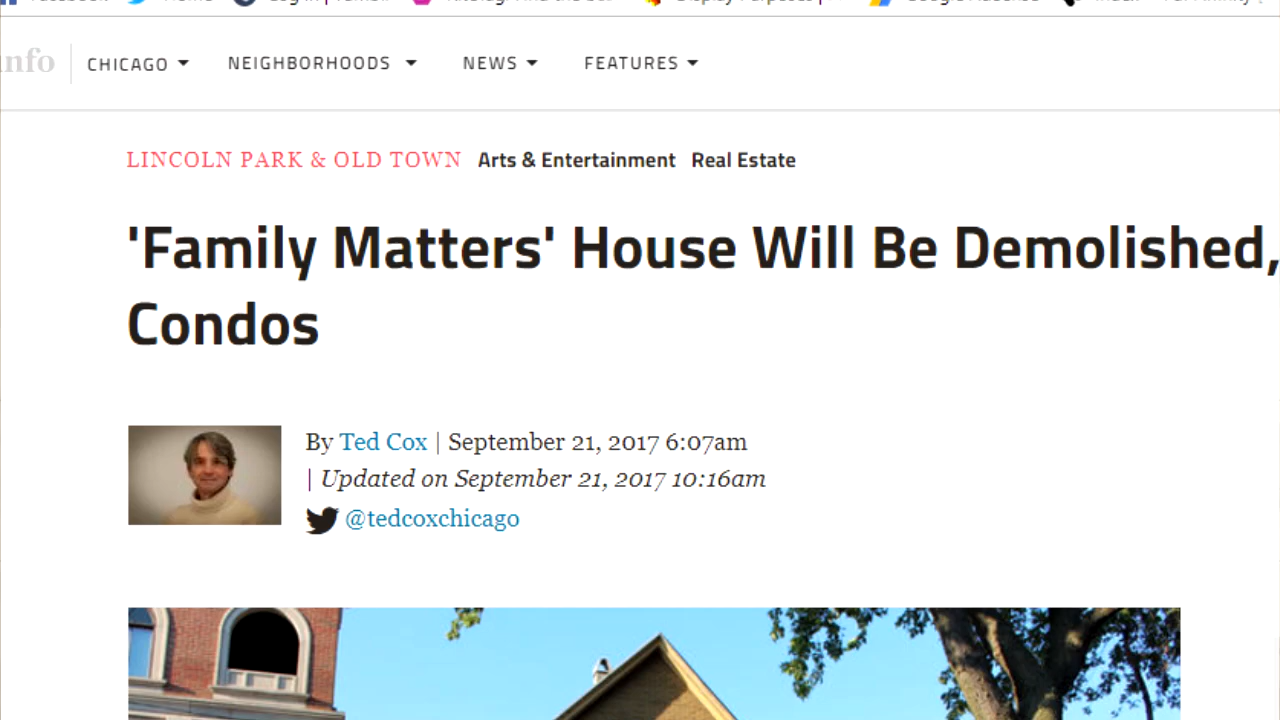 info
CHICAGO
NEIGHBORHOODS
NEWS
FEATURES
LINCOLN PARK & OLD TOWN Arts & Entertainment Real Estate
'Family Matters' House Will Be Demolished,
Condos
By Ted Cox | September 21, 2017 6:07am
| Updated on September 21, 2017 10:16am
@tedcoxchicago